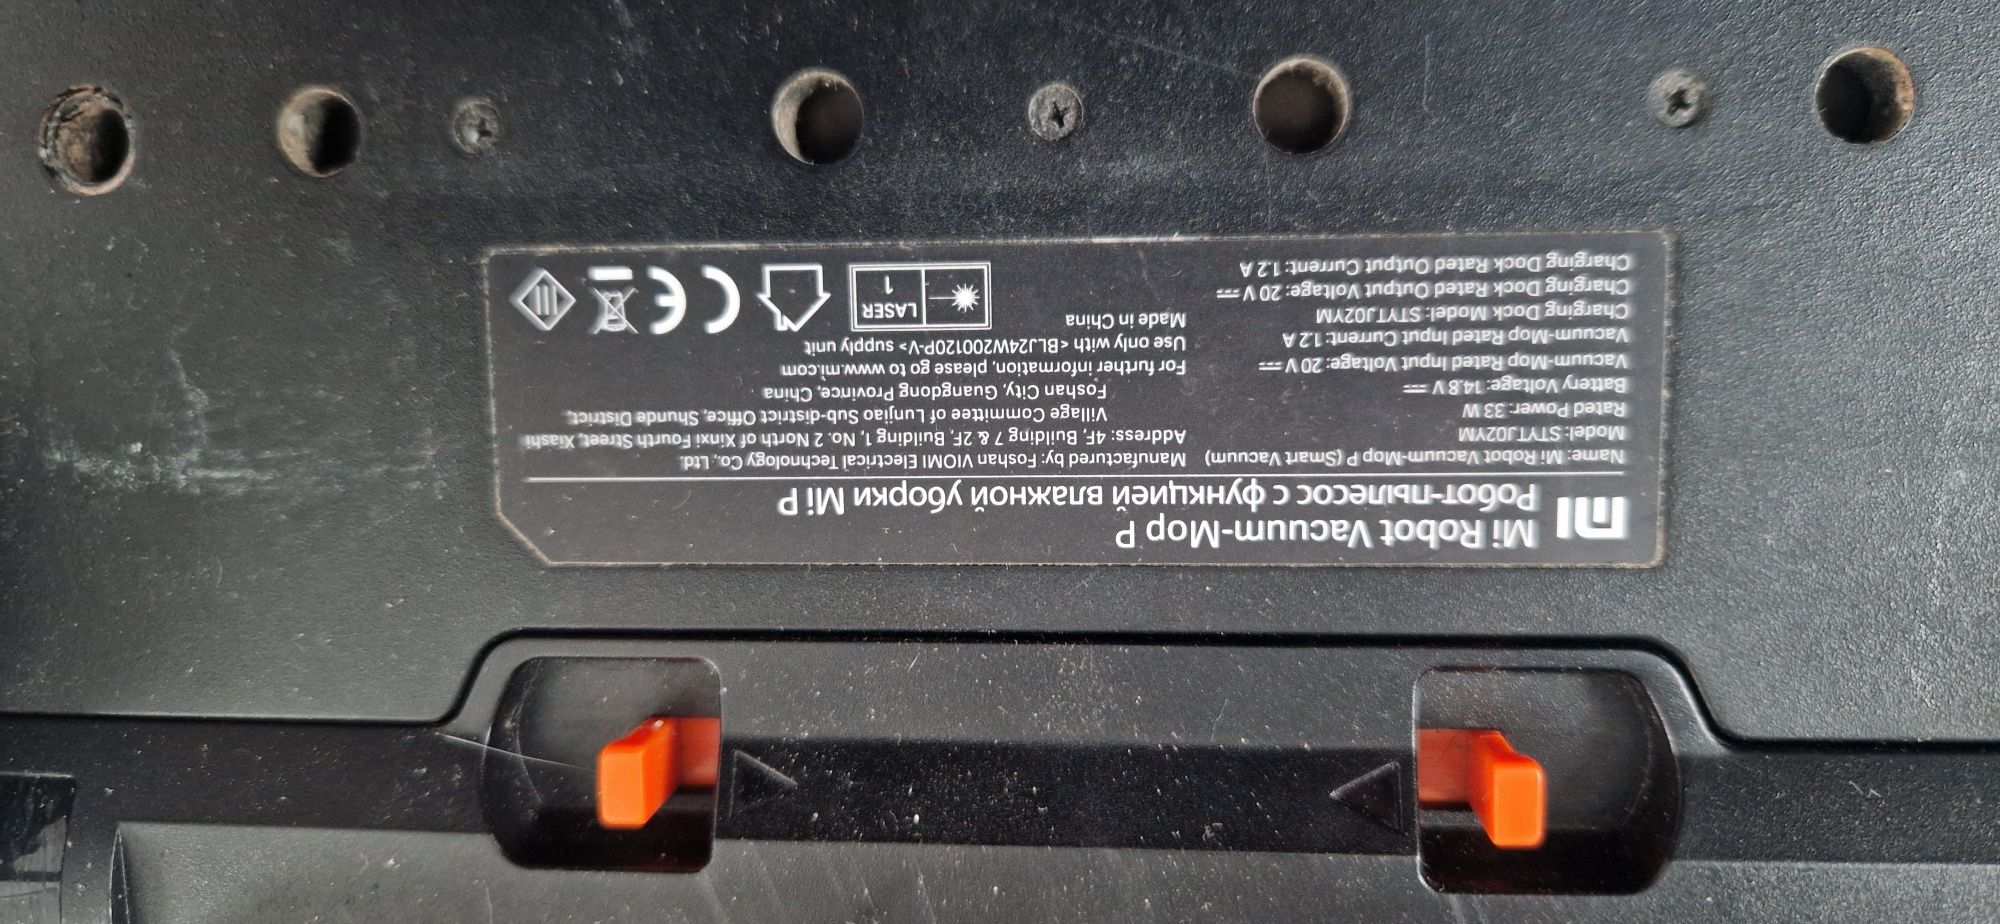 Mi Robot Vacuum-Mop P
Робот-пылесос с функцией влажной уборки Mi P
Name: Mi Robot Vacuum-Mop P (Smart Vacuum)
Model: STYTJ02YM
Rated Power: 33 W
Battery Voltage: 14.8 V ⎓
Vacuum-Mop Rated Input Voltage: 20 V ⎓
Vacuum-Mop Rated Input Current: 1.2 A
Charging Dock Model: STYTJ02YM
Charging Dock Rated Output Voltage: 20 V ⎓
Charging Dock Rated Output Current: 1.2 A
Manufactured by: Foshan VIOMI Electrical Technology Co., Ltd.
Address: 4F, Building 7 & 2F, Building 1, No. 2 North of Xinxi Fourth Street, Xiashi
Village Committee of Lunjiao Sub-district Office, Shunde District,
Foshan City, Guangdong Province, China
For further information, please go to www.mi.com
Use only with <BLJ24W200120P-V> supply unit
Made in China
LASER
1
CE